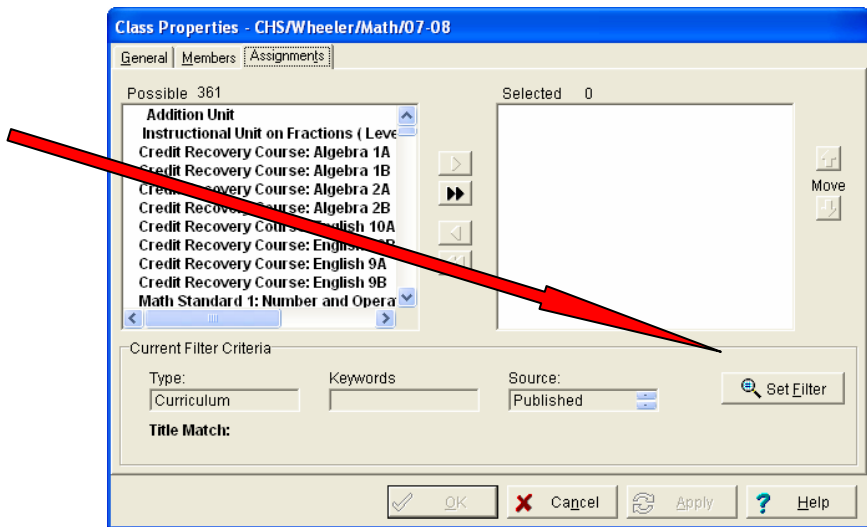 Class Properties - CHS/Wheeler/Math/07-08
General Members Assignments
Possible 361
Selected 0
Addition Unit
Instructional Unit on Fractions ( Leve
Credit Recovery Course: Algebra 1A
Credit Recovery Course: Algebra 1B
Credit Recovery Course: Algebra 2A
Credit Recovery Course: Algebra 2B
Credit Recovery Course: English 10A
Credit Recovery Course: English
Credit Recovery Course: English 9A
Credit Recovery Course: English 9B
Math Standard 1: Number and Opera
Move
Current Filter Criteria
Type:
Keywords
Source:
Curriculum
Published
Set Filter
Title Match:
OK
Cancel
Apply
Help